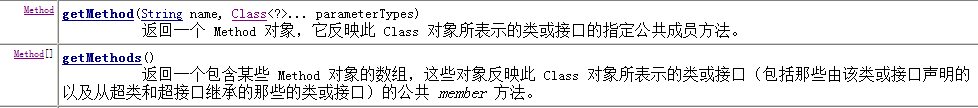 Method getMethod(String name, Class<?>... parameterTypes)
返回一个 Method 对象，它反映此 Class 对象所表示的类或接口的指定公共成员方法。
Method[] getMethods()
返回一个包含某些 Method 对象的数组，这些对象反映此 Class 对象所表示的类或接口（包括那些由该类或接口声明的
以及从超类和超接口继承的那些的类或接口）的公共 member 方法。